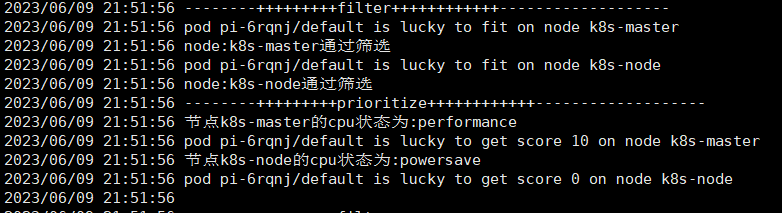 2023/06/09 21:51:56 --------+++++++++filter++++++++++++-------------------
2023/06/09 21:51:56 pod pi-6rqnj/default is lucky to fit on node k8s-master
2023/06/09 21:51:56 node:k8s-master通过筛选
2023/06/09 21:51:56 pod pi-6rqnj/default is lucky to fit on node k8s-node
2023/06/09 21:51:56 node:k8s-node通过筛选
2023/06/09 21:51:56 --------+++++++++prioritize++++++++++++-------------------
2023/06/09 21:51:56 节点k8s-master的cpu状态为:performance
2023/06/09 21:51:56 pod pi-6rqnj/default is lucky to get score 10 on node k8s-master
2023/06/09 21:51:56 节点k8s-node的cpu状态为:powersave
2023/06/09 21:51:56 pod pi-6rqnj/default is lucky to get score 0 on node k8s-node
2023/06/09 21:51:56